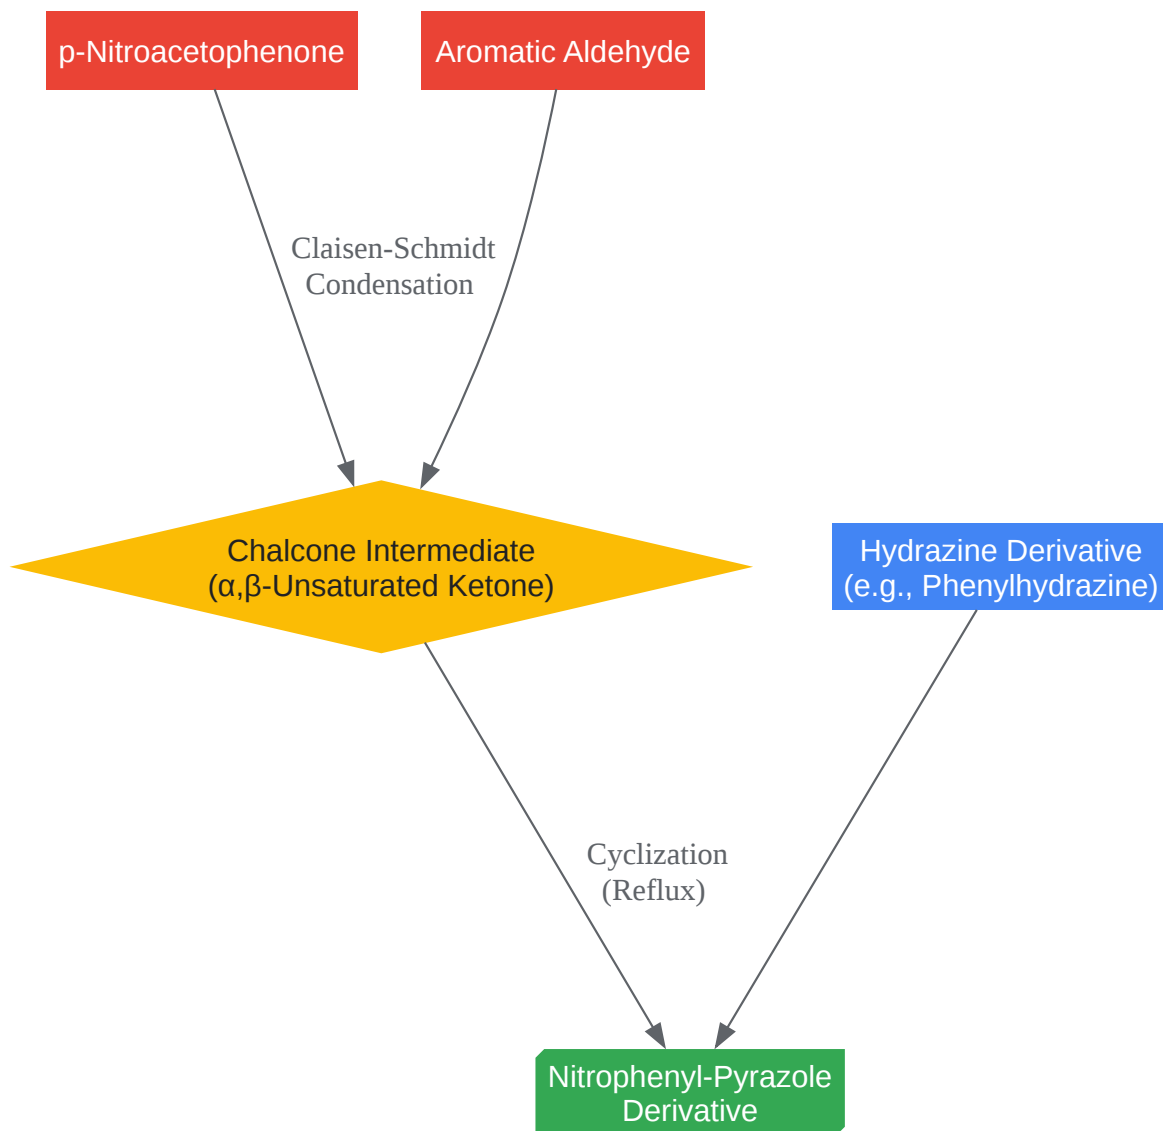 p-Nitroacetophenone
Aromatic Aldehyde
Claisen-Schmidt
Condensation
Chalcone Intermediate
(α,β-Unsaturated Ketone)
Hydrazine Derivative
(e.g., Phenylhydrazine)
Cyclization
(Reflux)
Nitrophenyl-Pyrazole
Derivative